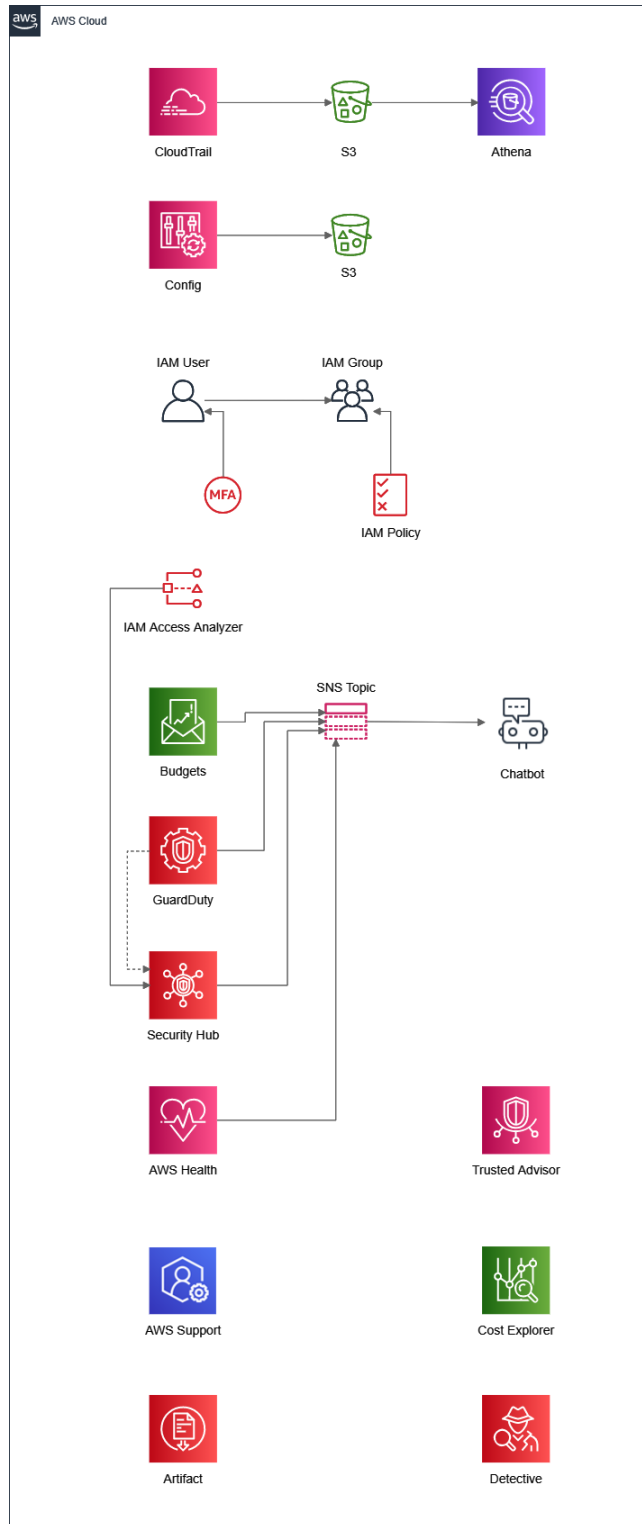 aws
AWS Cloud
CloudTrail
S3
Athena
Config
S3
IAM User
IAM Group
MFA
IAM Policy
IAM Access Analyzer
SNS Topic
Budgets
Chatbot
GuardDuty
Security Hub
AWS Health
Trusted Advisor
AWS Support
Cost Explorer
Artifact
Detective